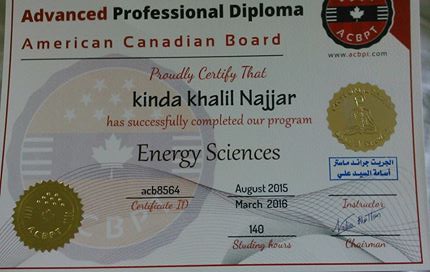 Advanced Professional Diploma
American Canadian Board
ACBPT
www.acbpt.com
Proudly Certify That
kinda khalil Najjar
has successfully completed our program
Energy Sciences
الجريت جراند ماستر
أسامة السيد علي
acb8564
Certificate ID
August 2015
March 2016
Instructor
140
Studing hours
Chairman
ACBPT